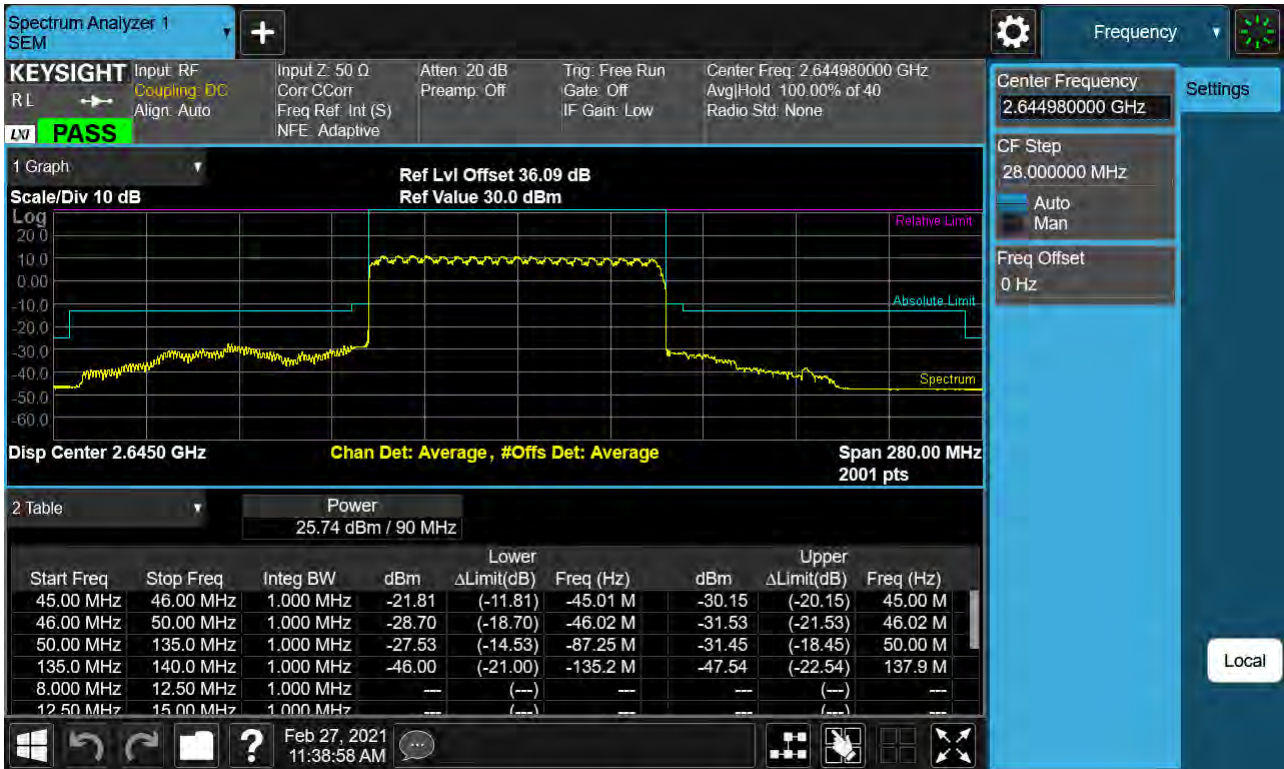 Spectrum Analyzer 1
SEM
Frequency
KEYSIGHT
R L
LXI
PASS
Input: RF
Coupling: DC
Align: Auto
Input Z: 50 Ω
Corr CCorr
Freq Ref: Int (S)
NFE: Adaptive
Atten: 20 dB
Preamp: Off
Trig: Free Run
Gate: Off
IF Gain: Low
Center Freq: 2.644980000 GHz
Avg|Hold: 100.00% of 40
Radio Std: None
Center Frequency
2.644980000 GHz
Settings
CF Step
28.000000 MHz
Auto
Man
Freq Offset
0 Hz
Local
1 Graph
Scale/Div 10 dB
Ref Lvl Offset 36.09 dB
Ref Value 30.0 dBm
Log
20.0
10.0
0.00
-10.0
-20.0
-30.0
-40.0
-50.0
-60.0
Relative Limit
Absolute Limit
Spectrum
Disp Center 2.6450 GHz
Chan Det: Average, #Offs Det: Average
Span 280.00 MHz
2001 pts
2 Table
Power
25.74 dBm / 90 MHz
Lower Upper
Start Freq Stop Freq Integ BW dBm ΔLimit(dB) Freq (Hz) dBm ΔLimit(dB) Freq (Hz)
45.00 MHz 46.00 MHz 1.000 MHz -21.81 (-11.81) -45.01 M -30.15 (-20.15) 45.00 M
46.00 MHz 50.00 MHz 1.000 MHz -28.70 (-18.70) -46.02 M -31.53 (-21.53) 46.02 M
50.00 MHz 135.0 MHz 1.000 MHz -27.53 (-14.53) -87.25 M -31.45 (-18.45) 50.00 M
135.0 MHz 140.0 MHz 1.000 MHz -46.00 (-21.00) -135.2 M -47.54 (-22.54) 137.9 M
8.000 MHz 12.50 MHz 1.000 MHz --- (---) --- --- (---) ---
12.50 MHz 15.00 MHz 1.000 MHz --- (---) --- --- (---) ---
?
Feb 27, 2021
11:38:58 AM